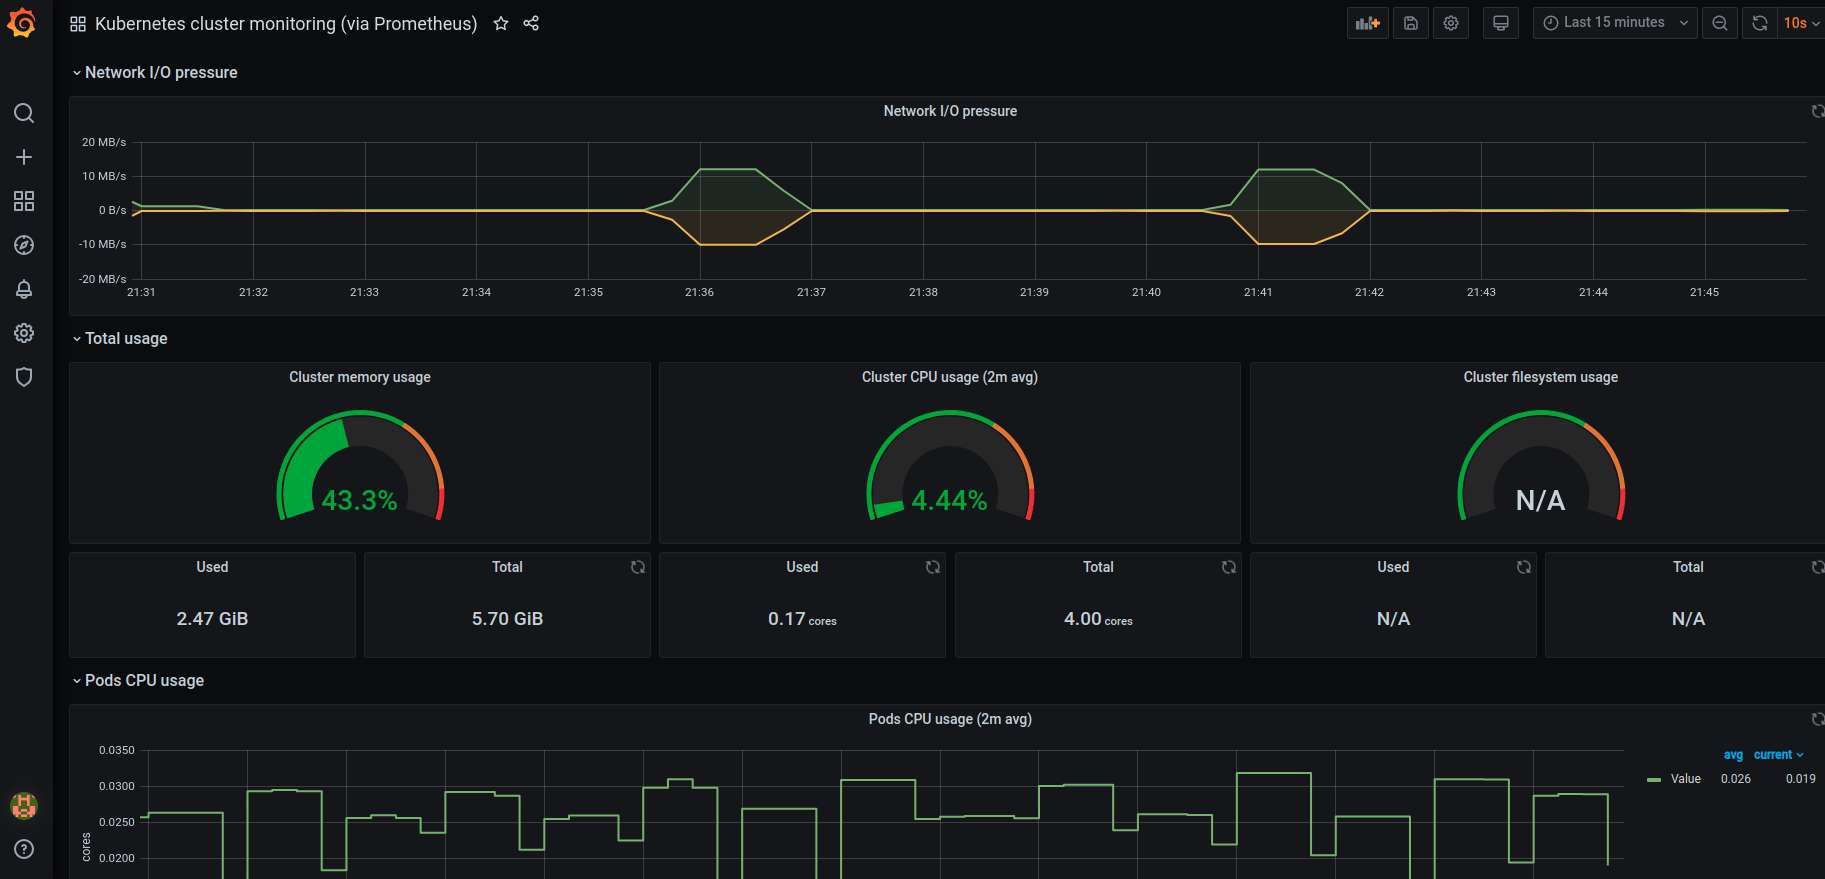 Kubernetes cluster monitoring (via Prometheus)
Last 15 minutes
10s
Network I/O pressure
Network I/O pressure
20 MB/s
10 MB/s
0 B/s
-10 MB/s
-20 MB/s
21:31 21:32 21:33 21:34 21:35 21:36 21:37 21:38 21:39 21:40 21:41 21:42 21:43 21:44 21:45
Total usage
Cluster memory usage
43.3%
Cluster CPU usage (2m avg)
4.44%
Cluster filesystem usage
N/A
Used
2.47 GiB
Total
5.70 GiB
Used
0.17 cores
Total
4.00 cores
Used
N/A
Total
N/A
Pods CPU usage
Pods CPU usage (2m avg)
0.0350
0.0300
0.0250
0.0200
cores
avg current
Value 0.026 0.019